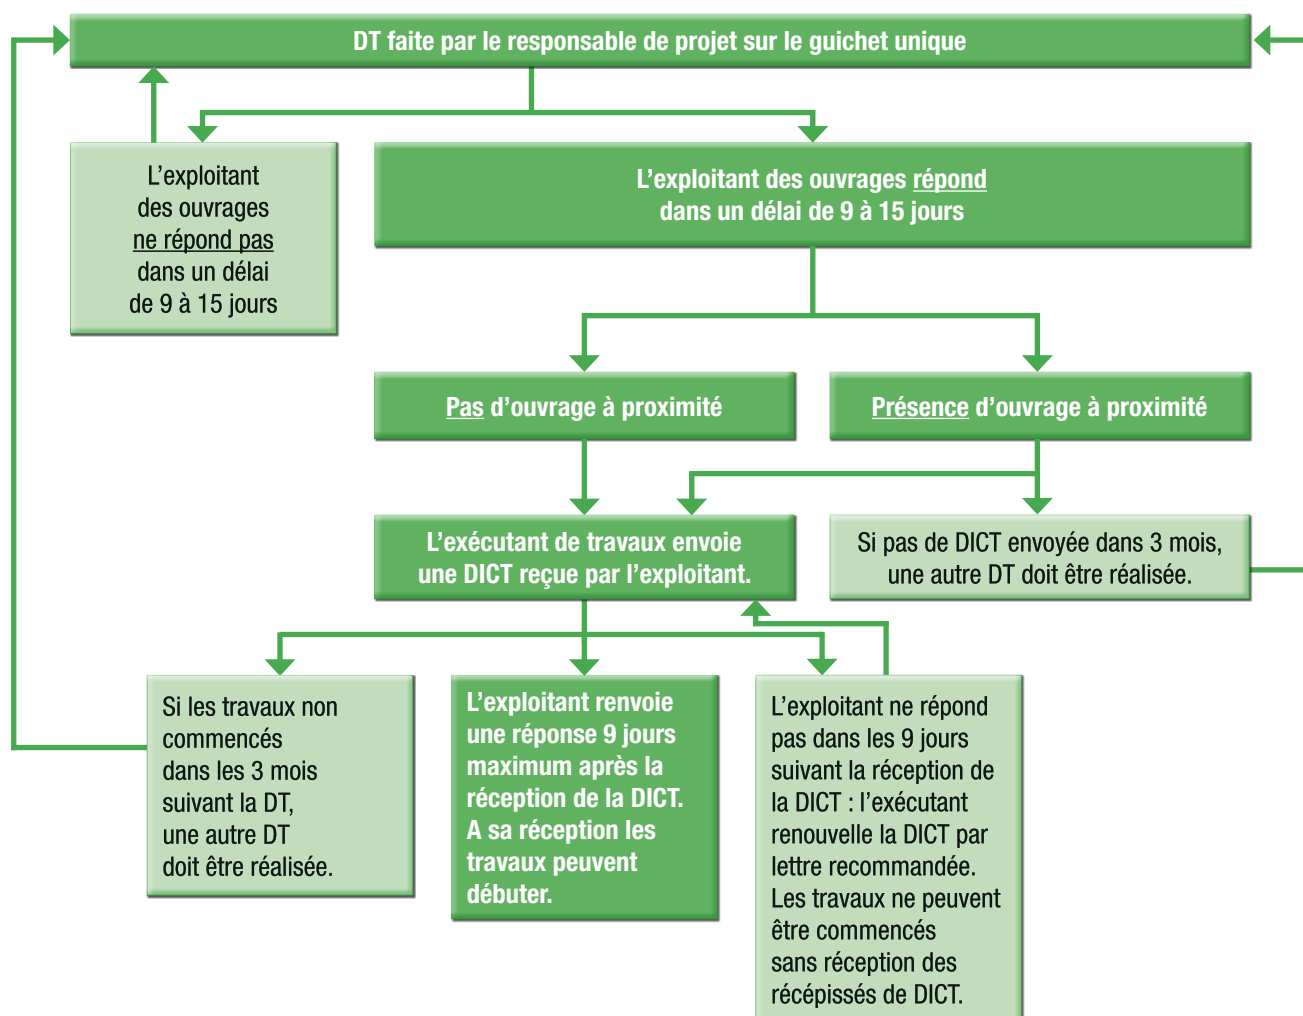 DT faite par le responsable de projet sur le guichet unique
L'exploitant
des ouvrages
ne répond pas
dans un délai
de 9 à 15 jours
L'exploitant des ouvrages répond
dans un délai de 9 à 15 jours
Pas d'ouvrage à proximité
Présence d'ouvrage à proximité
L'exécutant de travaux envoie
une DICT reçue par l'exploitant.
Si pas de DICT envoyée dans 3 mois,
une autre DT doit être réalisée.
Si les travaux non
commencés
dans les 3 mois
suivant la DT,
une autre DT
doit être réalisée.
L'exploitant renvoie
une réponse 9 jours
maximum après la
réception de la DICT.
A sa réception les
travaux peuvent
débuter.
L'exploitant ne répond
pas dans les 9 jours
suivant la réception de
la DICT : l'exécutant
renouvelle la DICT par
lettre recommandée.
Les travaux ne peuvent
être commencés
sans réception des
récépissés de DICT.